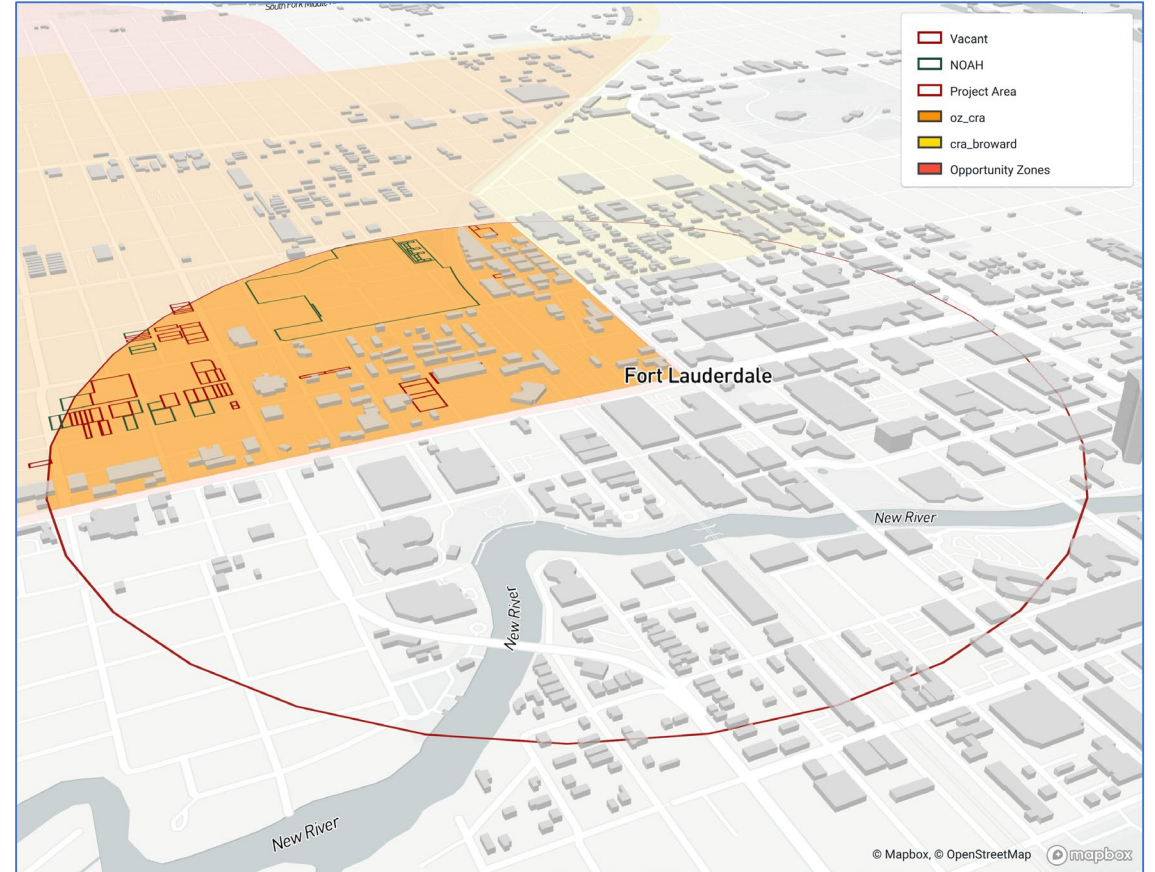 South Fork Middle R
Vacant
NOAH
Project Area
oz_cra
cra_broward
Opportunity Zones
Fort Lauderdale
New River
New River
New River
© Mapbox, © OpenStreetMap
mapbox